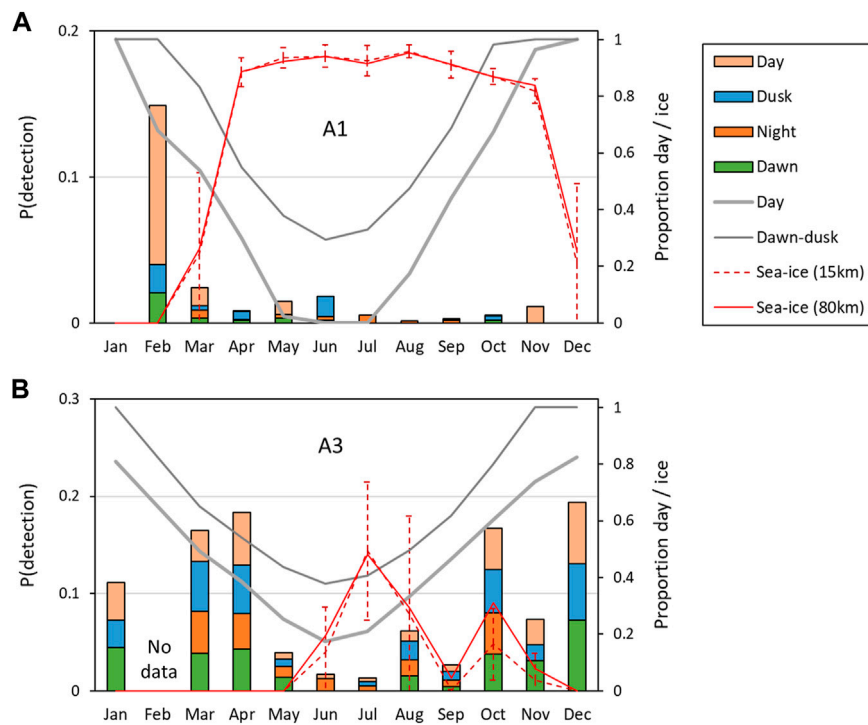 A
0.2
0.1
0
P(detection)
A1
1
0.8
0.6
0.4
0.2
0
Proportion day / ice
Jan Feb Mar Apr May Jun Jul Aug Sep Oct Nov Dec
Day
Dusk
Night
Dawn
Day
Dawn-dusk
Sea-ice (15km)
Sea-ice (80km)
B
0.3
0.2
0.1
0
P(detection)
A3
No
data
1
0.8
0.6
0.4
0.2
0
Proportion day / ice
Jan Feb Mar Apr May Jun Jul Aug Sep Oct Nov Dec